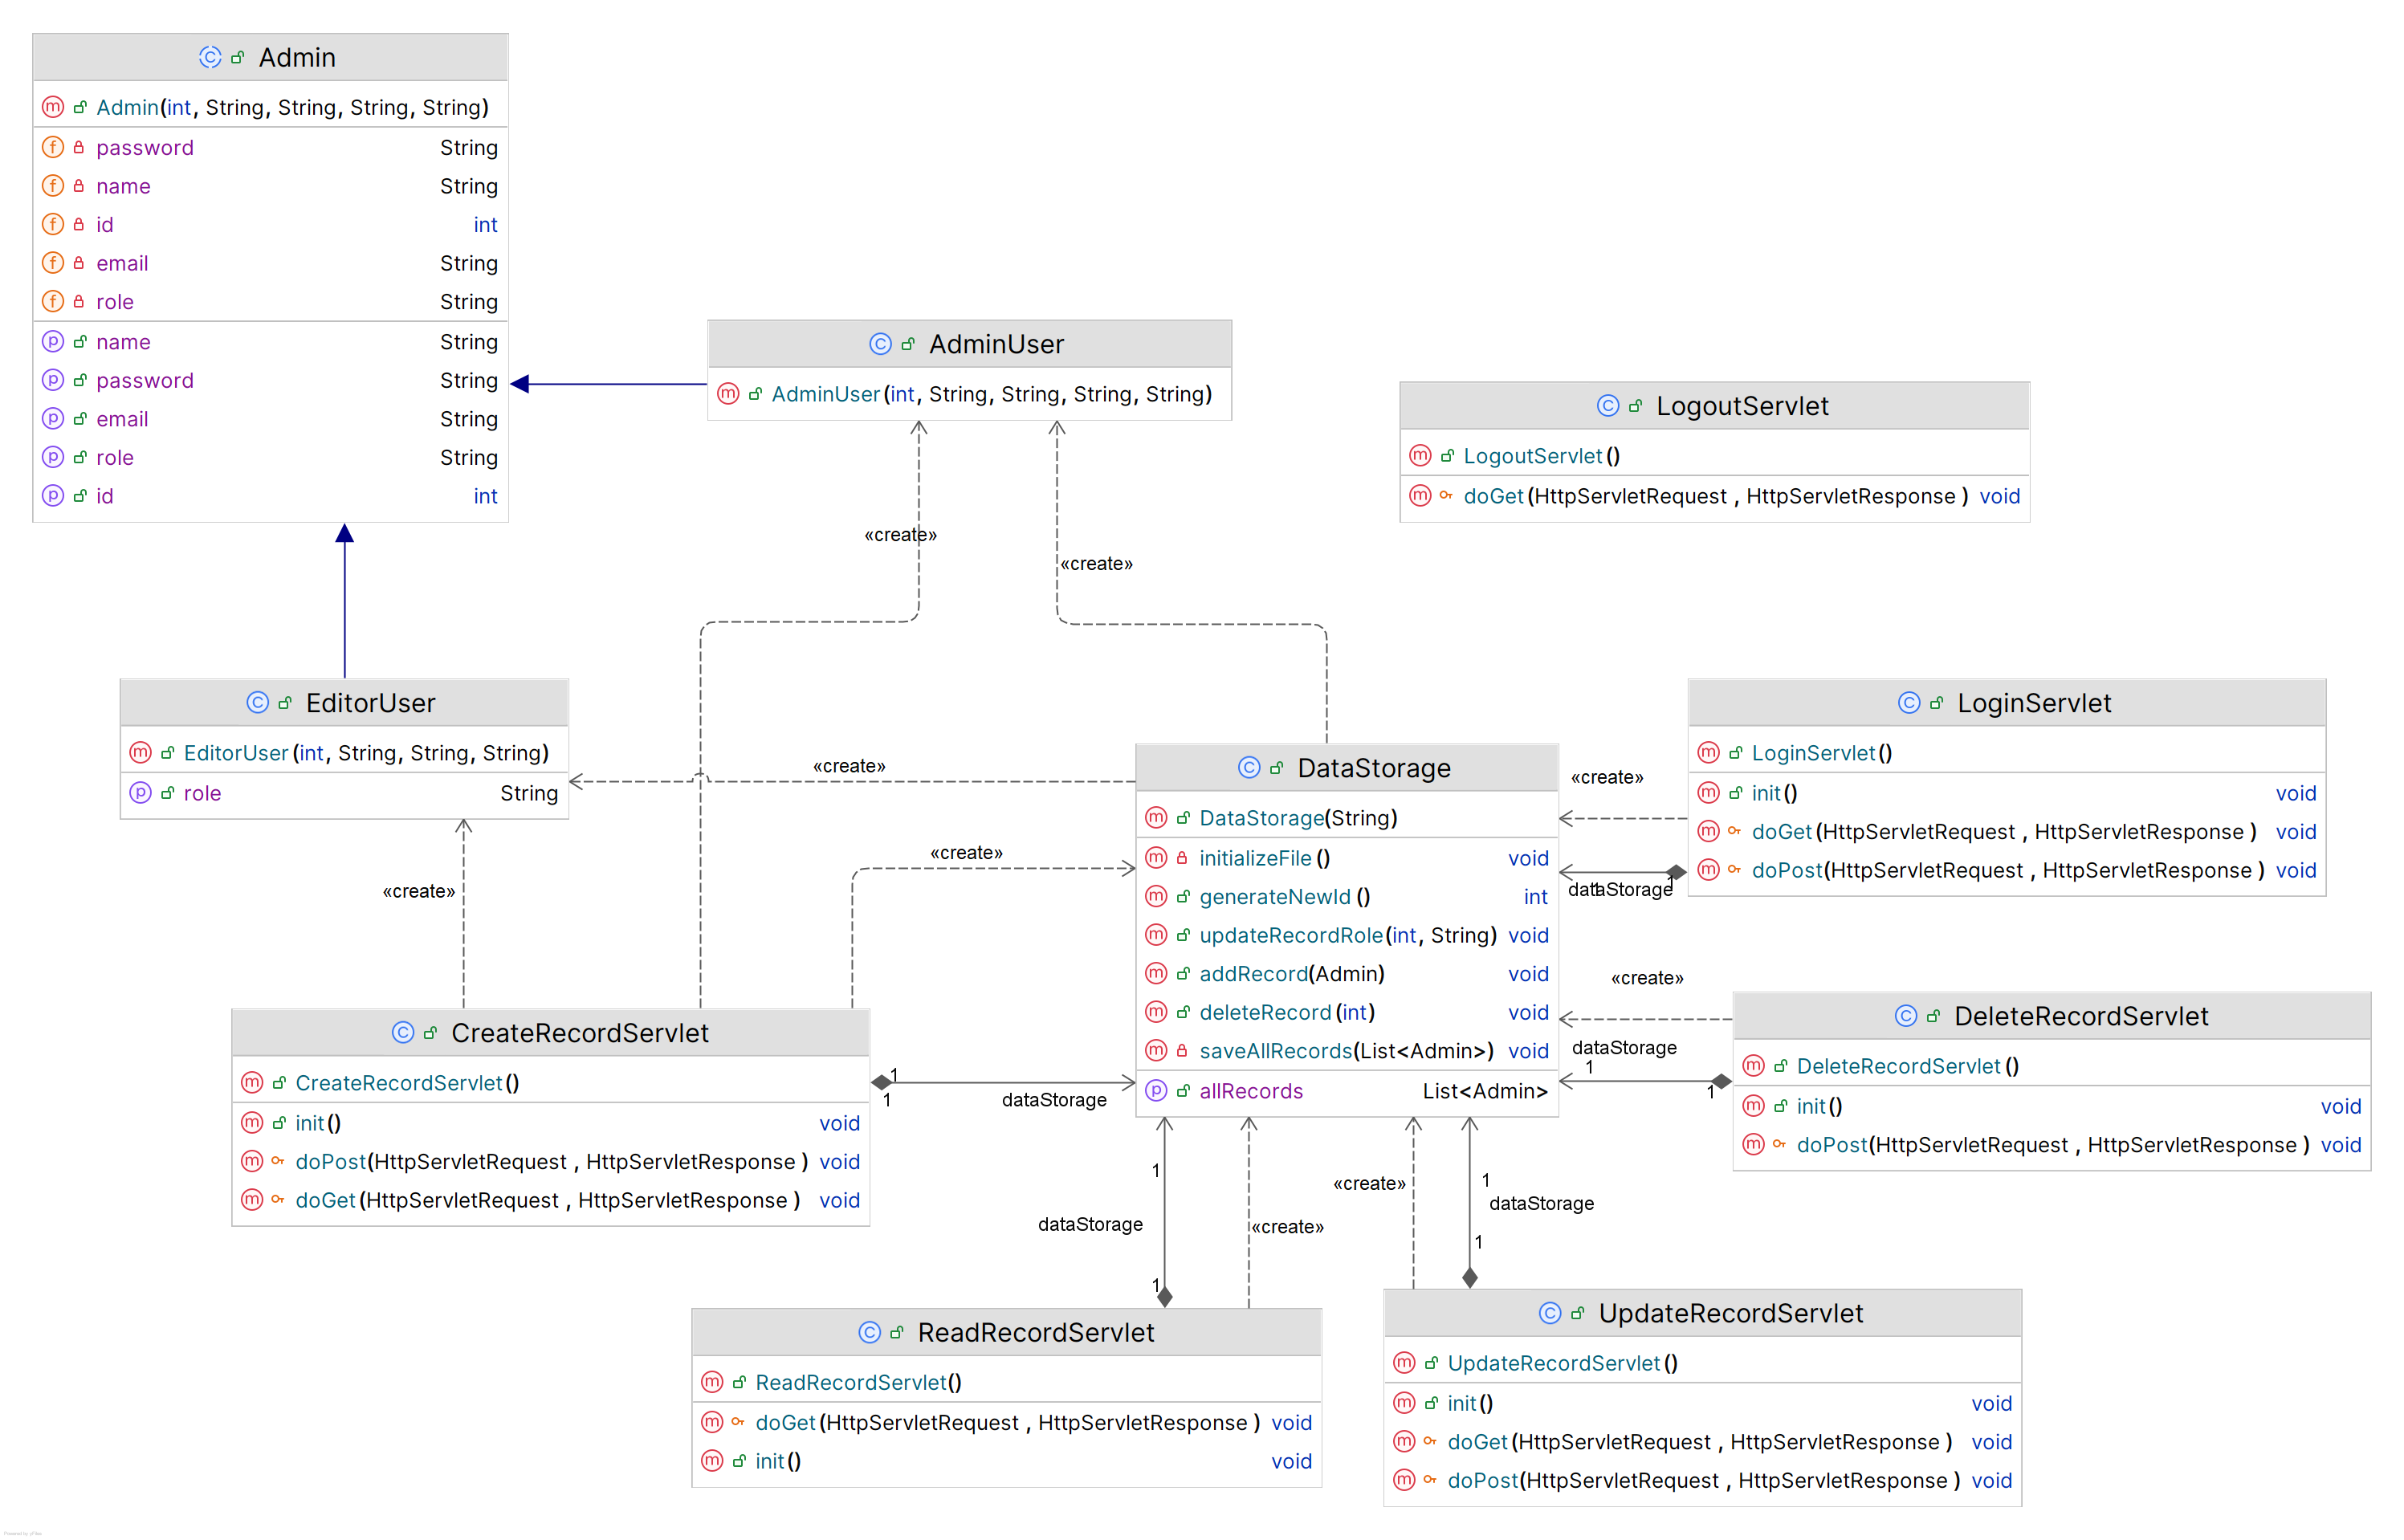 Admin
Admin(int, String, String, String, String)
password String
name String
id int
email String
role String
name String
password String
email String
role String
id int
AdminUser
AdminUser(int, String, String, String, String)
LogoutServlet
LogoutServlet()
doGet(HttpServletRequest , HttpServletResponse ) void
«create»
«create»
EditorUser
EditorUser(int, String, String, String)
role String
«create»
«create»
«create»
DataStorage
DataStorage(String)
initializeFile() void
generateNewId() int
updateRecordRole(int, String) void
addRecord(Admin) void
deleteRecord(int) void
saveAllRecords(List<Admin>) void
allRecords List<Admin>
LoginServlet
LoginServlet()
init() void
doGet(HttpServletRequest , HttpServletResponse ) void
doPost(HttpServletRequest , HttpServletResponse ) void
«create»
dataStorage
1
1
«create»
dataStorage
1
1
DeleteRecordServlet
DeleteRecordServlet()
init() void
doPost(HttpServletRequest , HttpServletResponse ) void
CreateRecordServlet
CreateRecordServlet()
init() void
doPost(HttpServletRequest , HttpServletResponse ) void
doGet(HttpServletRequest , HttpServletResponse ) void
1
1
dataStorage
1
dataStorage
1
«create»
«create»
1
dataStorage
1
ReadRecordServlet
ReadRecordServlet()
doGet(HttpServletRequest , HttpServletResponse ) void
init() void
UpdateRecordServlet
UpdateRecordServlet()
init() void
doGet(HttpServletRequest , HttpServletResponse ) void
doPost(HttpServletRequest , HttpServletResponse ) void
Powered by yFiles